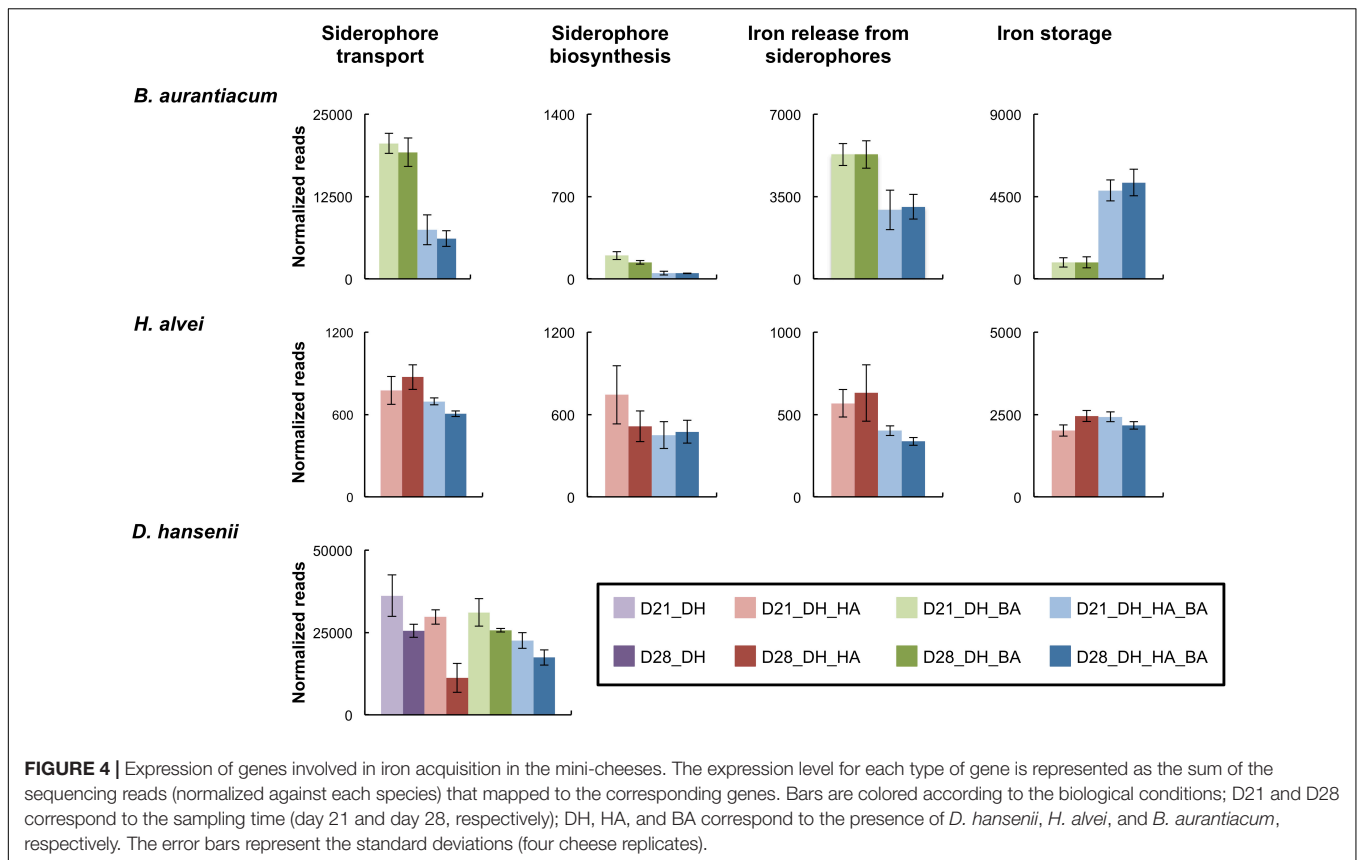 Siderophore transport
Siderophore biosynthesis
Iron release from siderophores
Iron storage
B. aurantiacum
Normalized reads
25000
12500
0
1400
700
0
7000
3500
0
9000
4500
0
H. alvei
Normalized reads
1200
600
0
1200
600
0
1000
500
0
5000
2500
0
D. hansenii
Normalized reads
50000
25000
0
D21_DH
D21_DH_HA
D21_DH_BA
D21_DH_HA_BA
D28_DH
D28_DH_HA
D28_DH_BA
D28_DH_HA_BA
FIGURE 4 | Expression of genes involved in iron acquisition in the mini-cheeses. The expression level for each type of gene is represented as the sum of the
sequencing reads (normalized against each species) that mapped to the corresponding genes. Bars are colored according to the biological conditions; D21 and D28
correspond to the sampling time (day 21 and day 28, respectively); DH, HA, and BA correspond to the presence of D. hansenii, H. alvei, and B. aurantiacum,
respectively. The error bars represent the standard deviations (four cheese replicates).